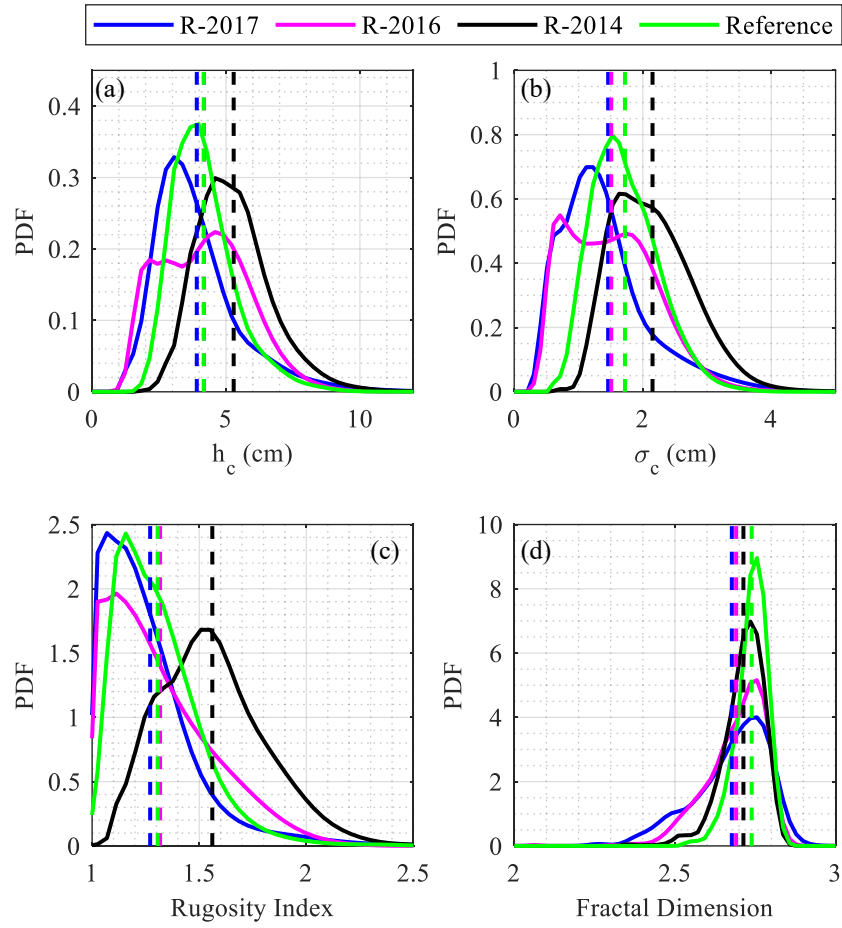 R-2017 R-2016 R-2014 Reference
(a) (b)
0.4 0.3 0.2 0.1 0
PDF
0 5 10
h_c (cm)
1 0.8 0.6 0.4 0.2 0
PDF
0 2 4
σ_c (cm)
(c) (d)
2.5 2 1.5 1 0.5 0
PDF
1 1.5 2 2.5
Rugosity Index
10 8 6 4 2 0
PDF
2 2.5 3
Fractal Dimension